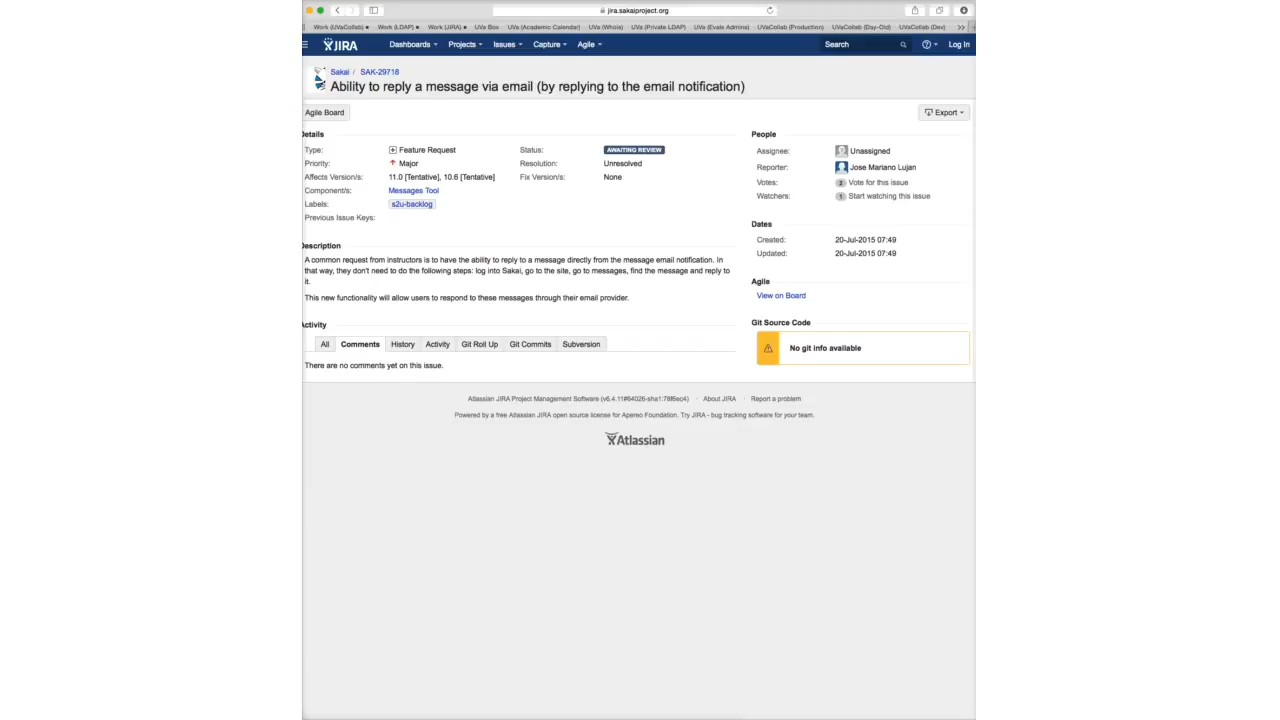 jira.sakaiproject.org
Work (UVaCollab) Work (LDAP) Work (JIRA) UVa Box UVa (Academic Calendar) UVa (Whois) UVa (Private LDAP) UVa (Evals Admins) UVaCollab (Production) UVaCollab (Day-Old) UVaCollab (Dev) >>
JIRA Dashboards Projects Issues Capture Agile Search Log In
Sakai / SAK-29718
Ability to reply a message via email (by replying to the email notification)
Agile Board Export
Details
Type: Feature Request Status: AWAITING REVIEW
Priority: Major Resolution: Unresolved
Affects Version/s: 11.0 [Tentative], 10.6 [Tentative] Fix Version/s: None
Component/s: Messages Tool
Labels: s2u-backlog
Previous Issue Keys:
Description
A common request from instructors is to have the ability to reply to a message directly from the message email notification. In
that way, they don't need to do the following steps: log into Sakai, go to the site, go to messages, find the message and reply to
it.
This new functionality will allow users to respond to these messages through their email provider.
Activity
All Comments History Activity Git Roll Up Git Commits Subversion
There are no comments yet on this issue.
People
Assignee: Unassigned
Reporter: Jose Mariano Lujan
Votes: 2 Vote for this issue
Watchers: 1 Start watching this issue
Dates
Created: 20-Jul-2015 07:49
Updated: 20-Jul-2015 07:49
Agile
View on Board
Git Source Code
No git info available
Atlassian JIRA Project Management Software (v6.4.11#64026-sha1:78f6ec4) · About JIRA · Report a problem
Powered by a free Atlassian JIRA open source license for Apereo Foundation. Try JIRA - bug tracking software for your team.
Atlassian